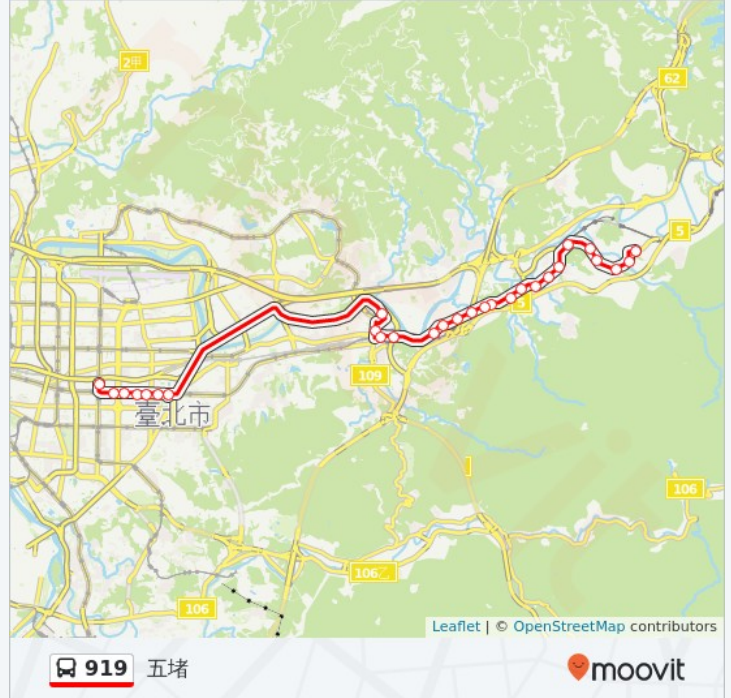 2甲
62
5
3
臺北市
109
106
106乙
106
Leaflet | © OpenStreetMap contributors
919 五堵
moovit